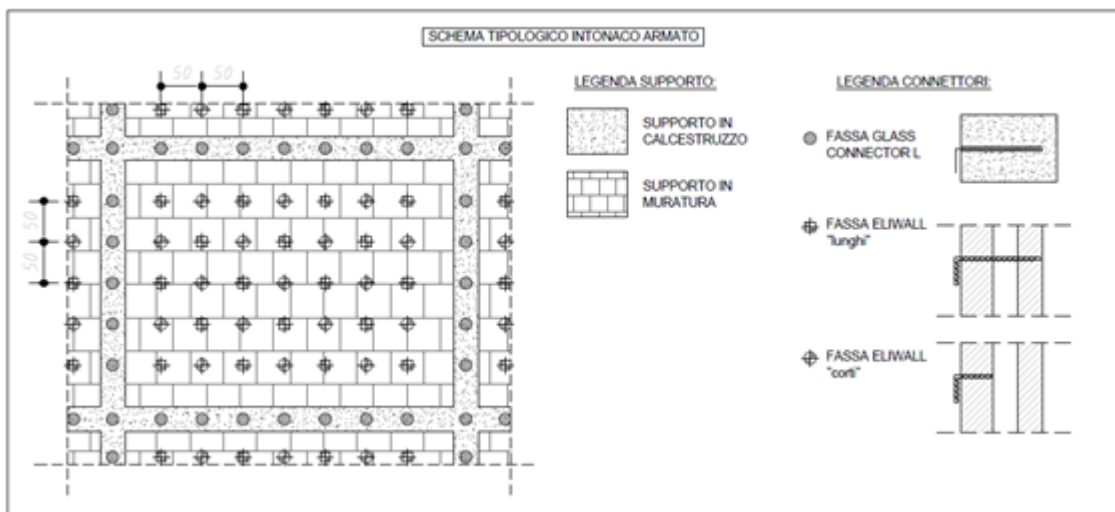 SCHEMA TIPOLOGICO INTONACO ARMATO
50 50
50
50
LEGENDA SUPPORTO:
SUPPORTO IN
CALCESTRUZZO
SUPPORTO IN
MURATURA
LEGENDA CONNETTORI:
FASSA GLASS
CONNECTOR L
FASSA ELIWALL
"lunghi"
FASSA ELIWALL
"corti"